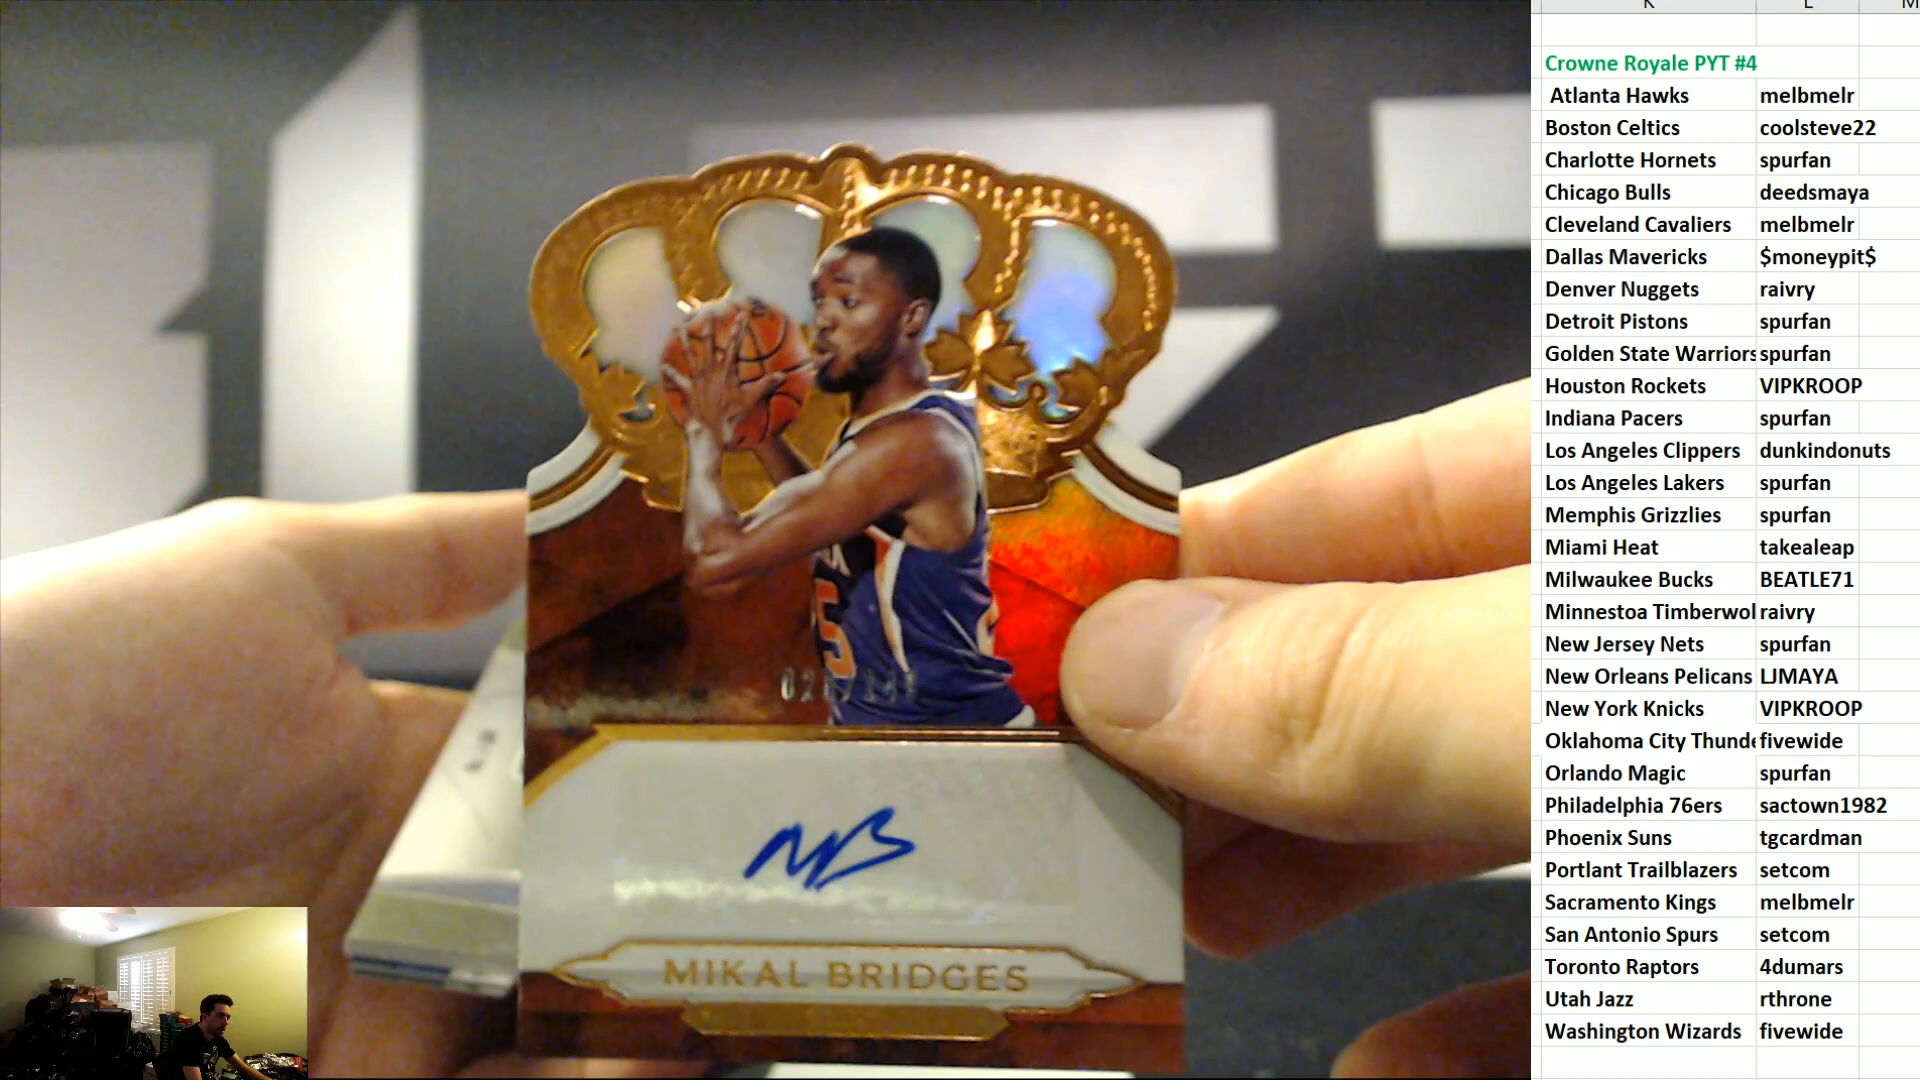 K L M
Crowne Royale PYT #4
Atlanta Hawks melbmelr
Boston Celtics coolsteve22
Charlotte Hornets spurfan
Chicago Bulls deedsmaya
Cleveland Cavaliers melbmelr
Dallas Mavericks $moneypit$
Denver Nuggets raivry
Detroit Pistons spurfan
Golden State Warriors spurfan
Houston Rockets VIPKROOP
Indiana Pacers spurfan
Los Angeles Clippers dunkindonuts
Los Angeles Lakers spurfan
Memphis Grizzlies spurfan
Miami Heat takealeap
Milwaukee Bucks BEATLE71
Minnestoa Timberwol raivry
New Jersey Nets spurfan
New Orleans Pelicans LJMAYA
New York Knicks VIPKROOP
Oklahoma City Thunde fivewide
Orlando Magic spurfan
Philadelphia 76ers sactown1982
Phoenix Suns tgcardman
Portlant Trailblazers setcom
Sacramento Kings melbmelr
San Antonio Spurs setcom
Toronto Raptors 4dumars
Utah Jazz rthrone
Washington Wizards fivewide
MB
MIKAL BRIDGES